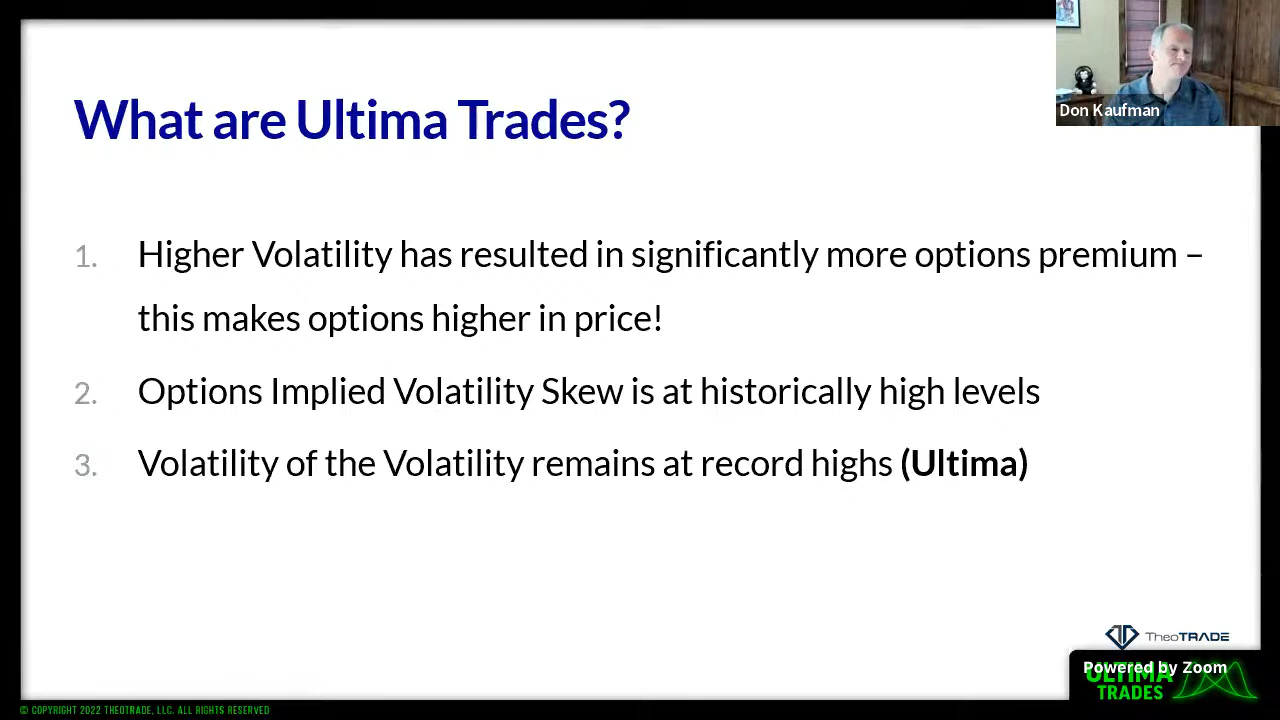 What are Ultima Trades?
Don Kaufman
1. Higher Volatility has resulted in significantly more options premium –
this makes options higher in price!
2. Options Implied Volatility Skew is at historically high levels
3. Volatility of the Volatility remains at record highs (Ultima)
TheoTRADE
Powered by Zoom
ULTIMA
TRADES
© COPYRIGHT 2022 THEOTRADE, LLC. ALL RIGHTS RESERVED